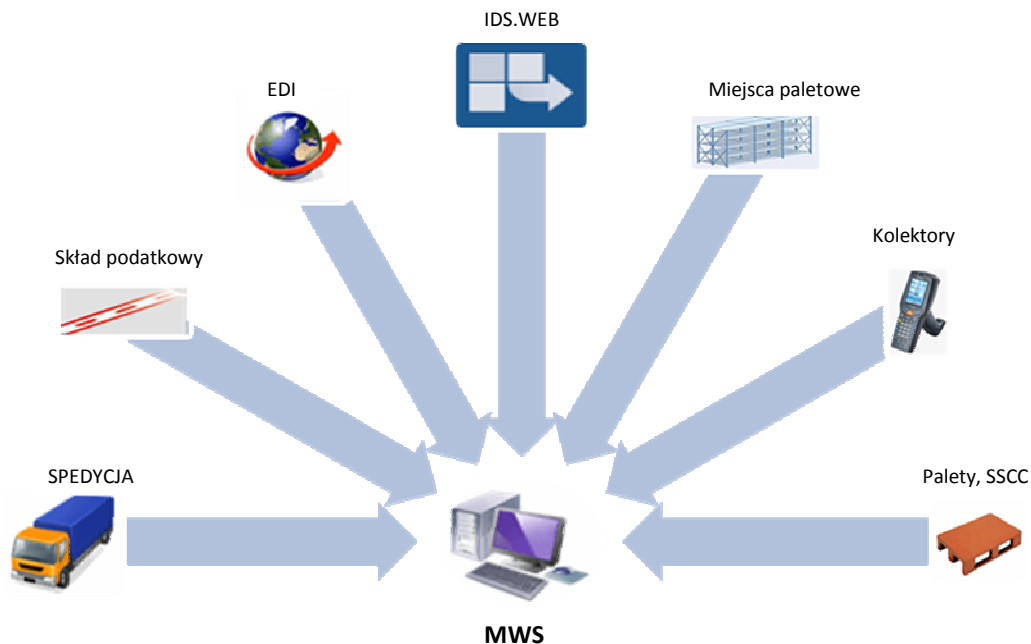 IDS.WEB
EDI
Miejsca paletowe
Skład podatkowy
Kolektory
SPEDYCJA
Palety, SSCC
MWS